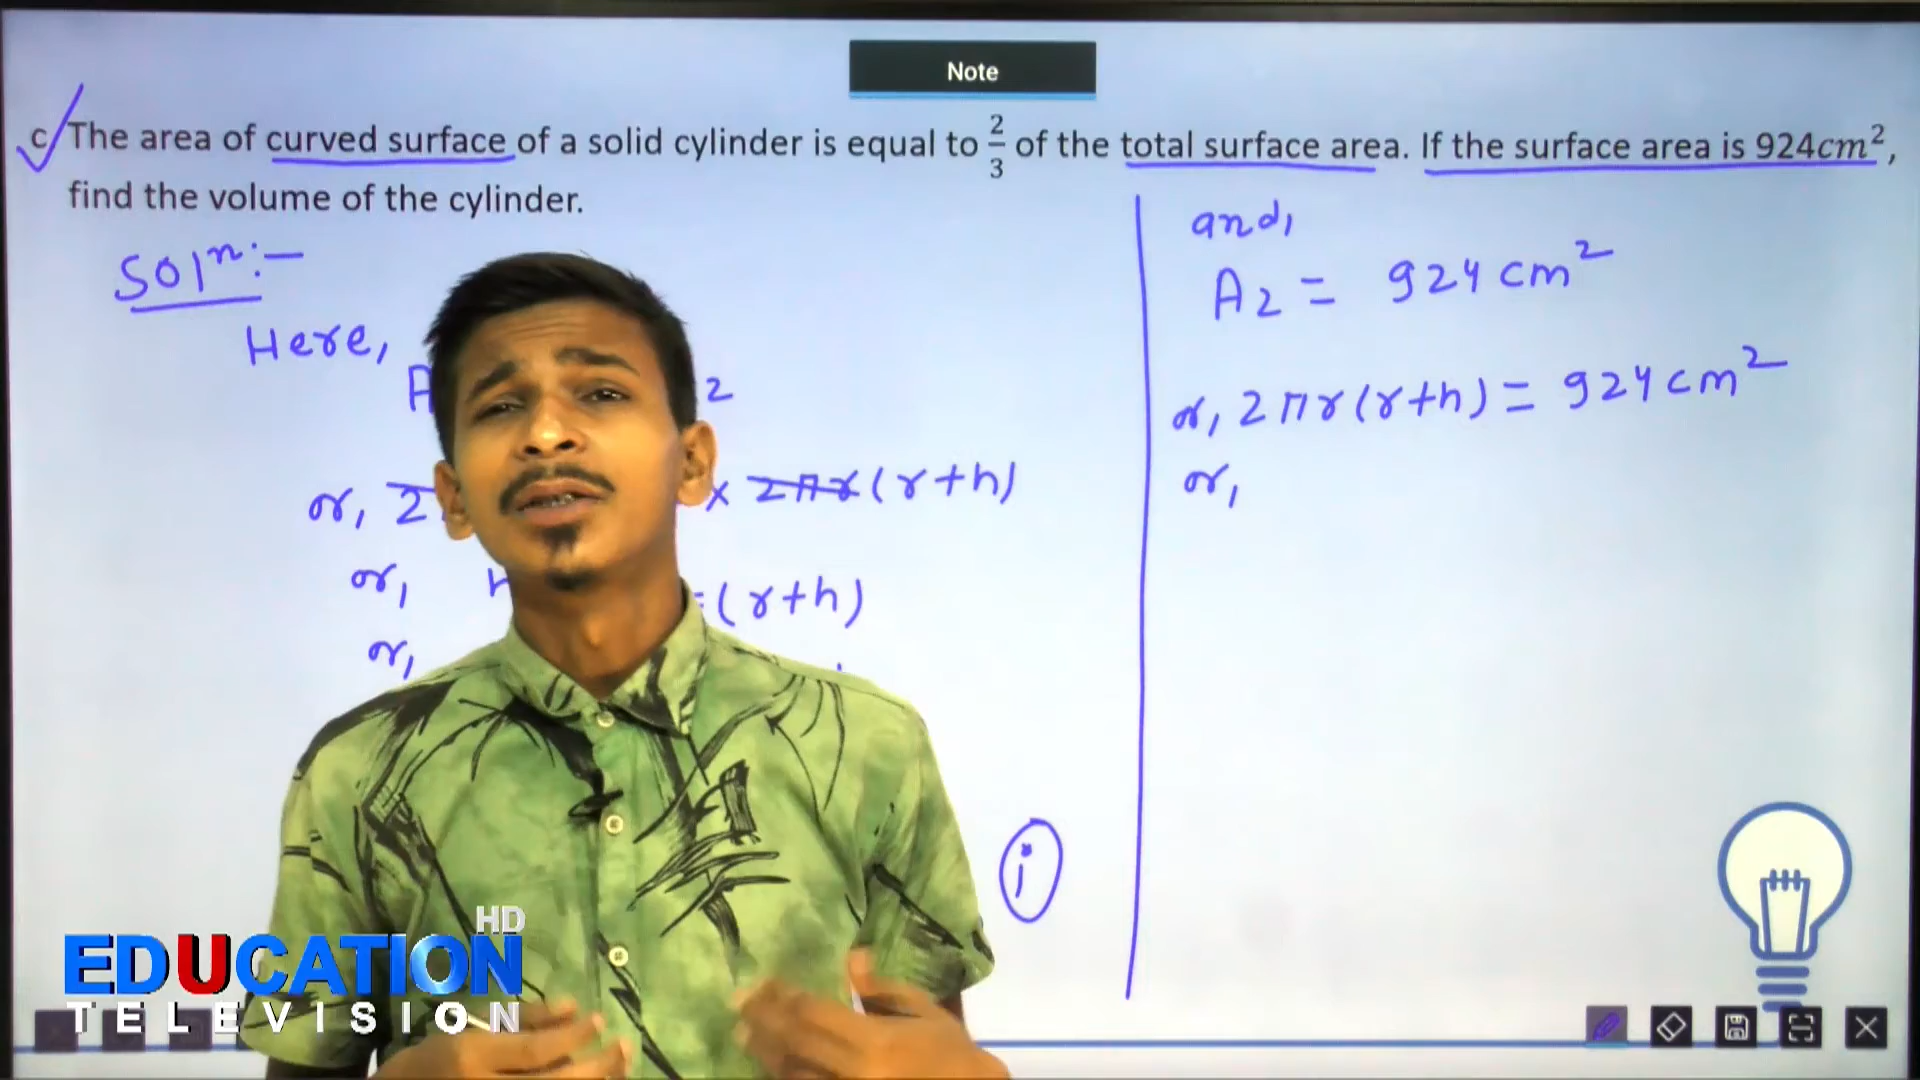 Note
c The area of curved surface of a solid cylinder is equal to 2/3 of the total surface area. If the surface area is 924cm²,
find the volume of the cylinder.
Solⁿ:-
Here,
A 2
or, 2 × 2πr(r+h)
or, h =(r+h)
or,
i
and,
A2 = 924 cm²
or, 2πr(r+h) = 924 cm²
or,
HD
EDUCATION
TELEVISION